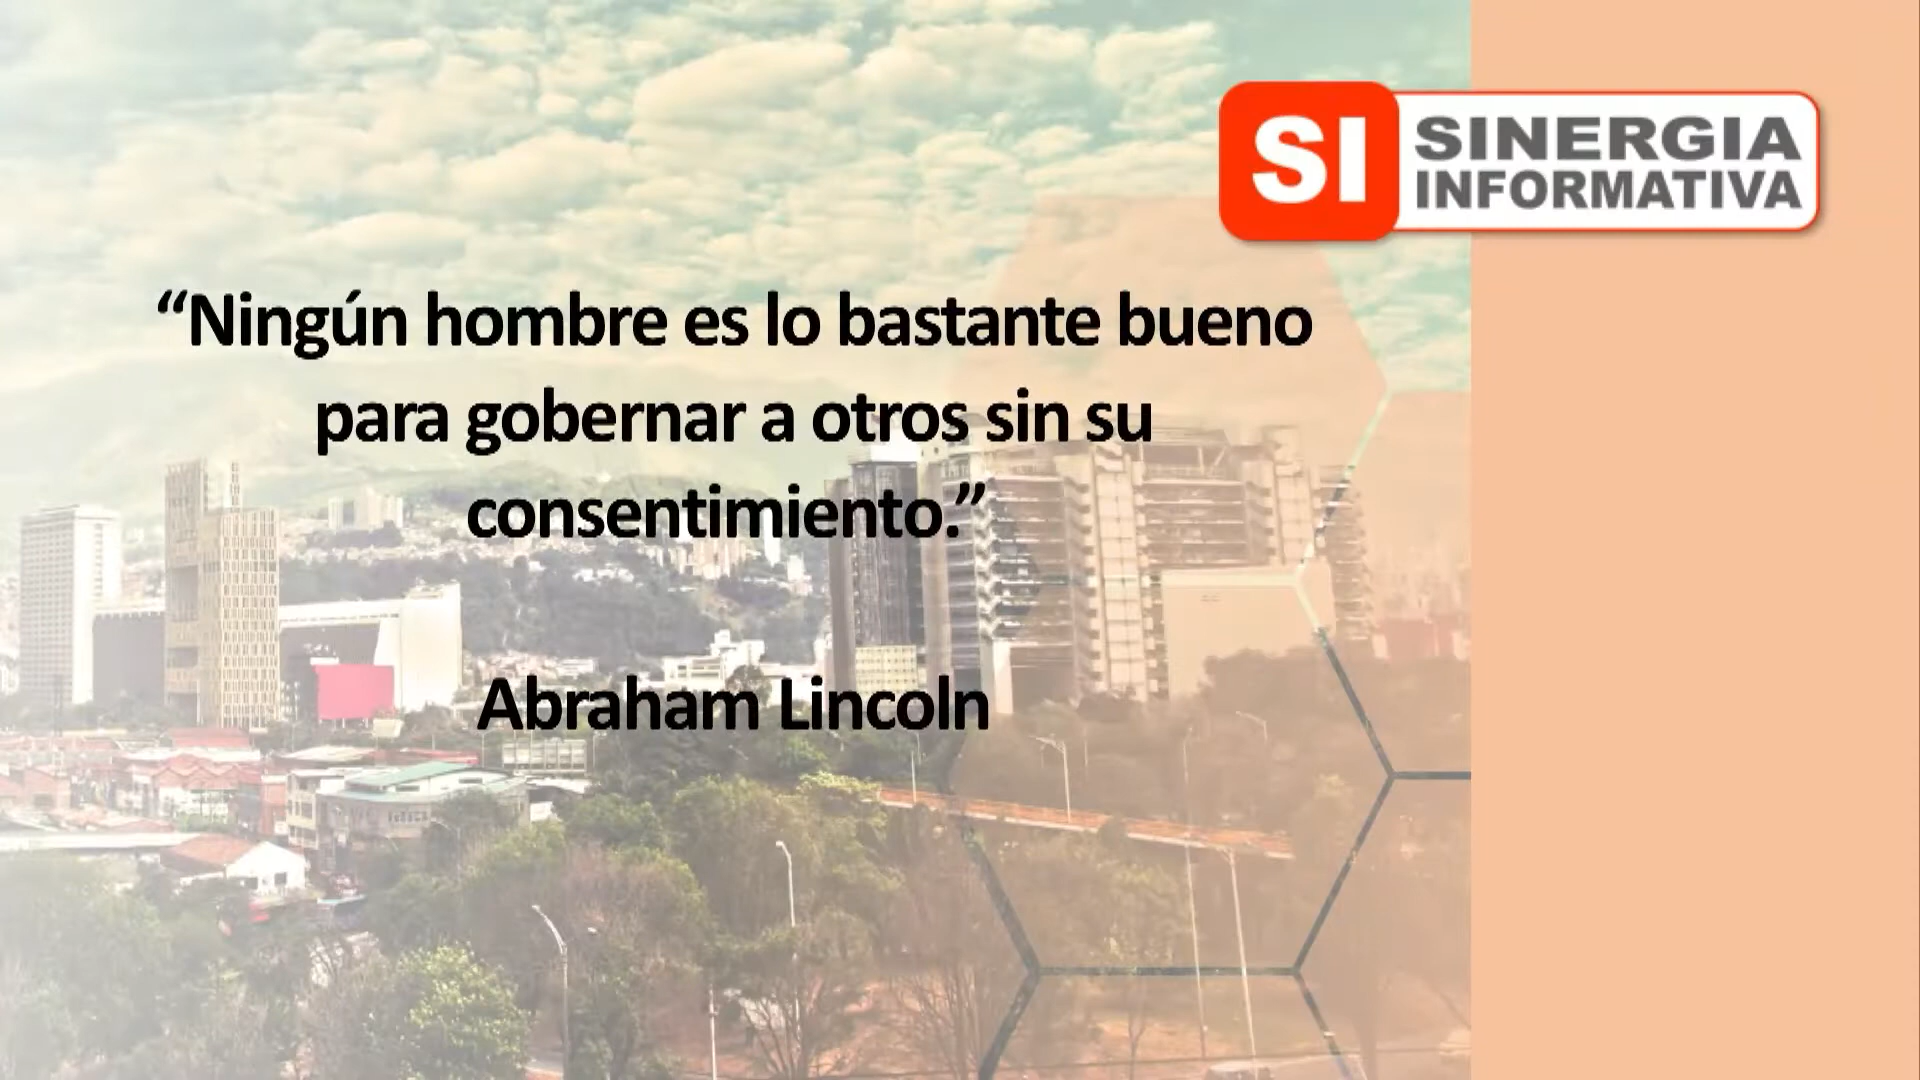 SI SINERGIA
INFORMATIVA
“Ningún hombre es lo bastante bueno
para gobernar a otros sin su
consentimiento.”
Abraham Lincoln